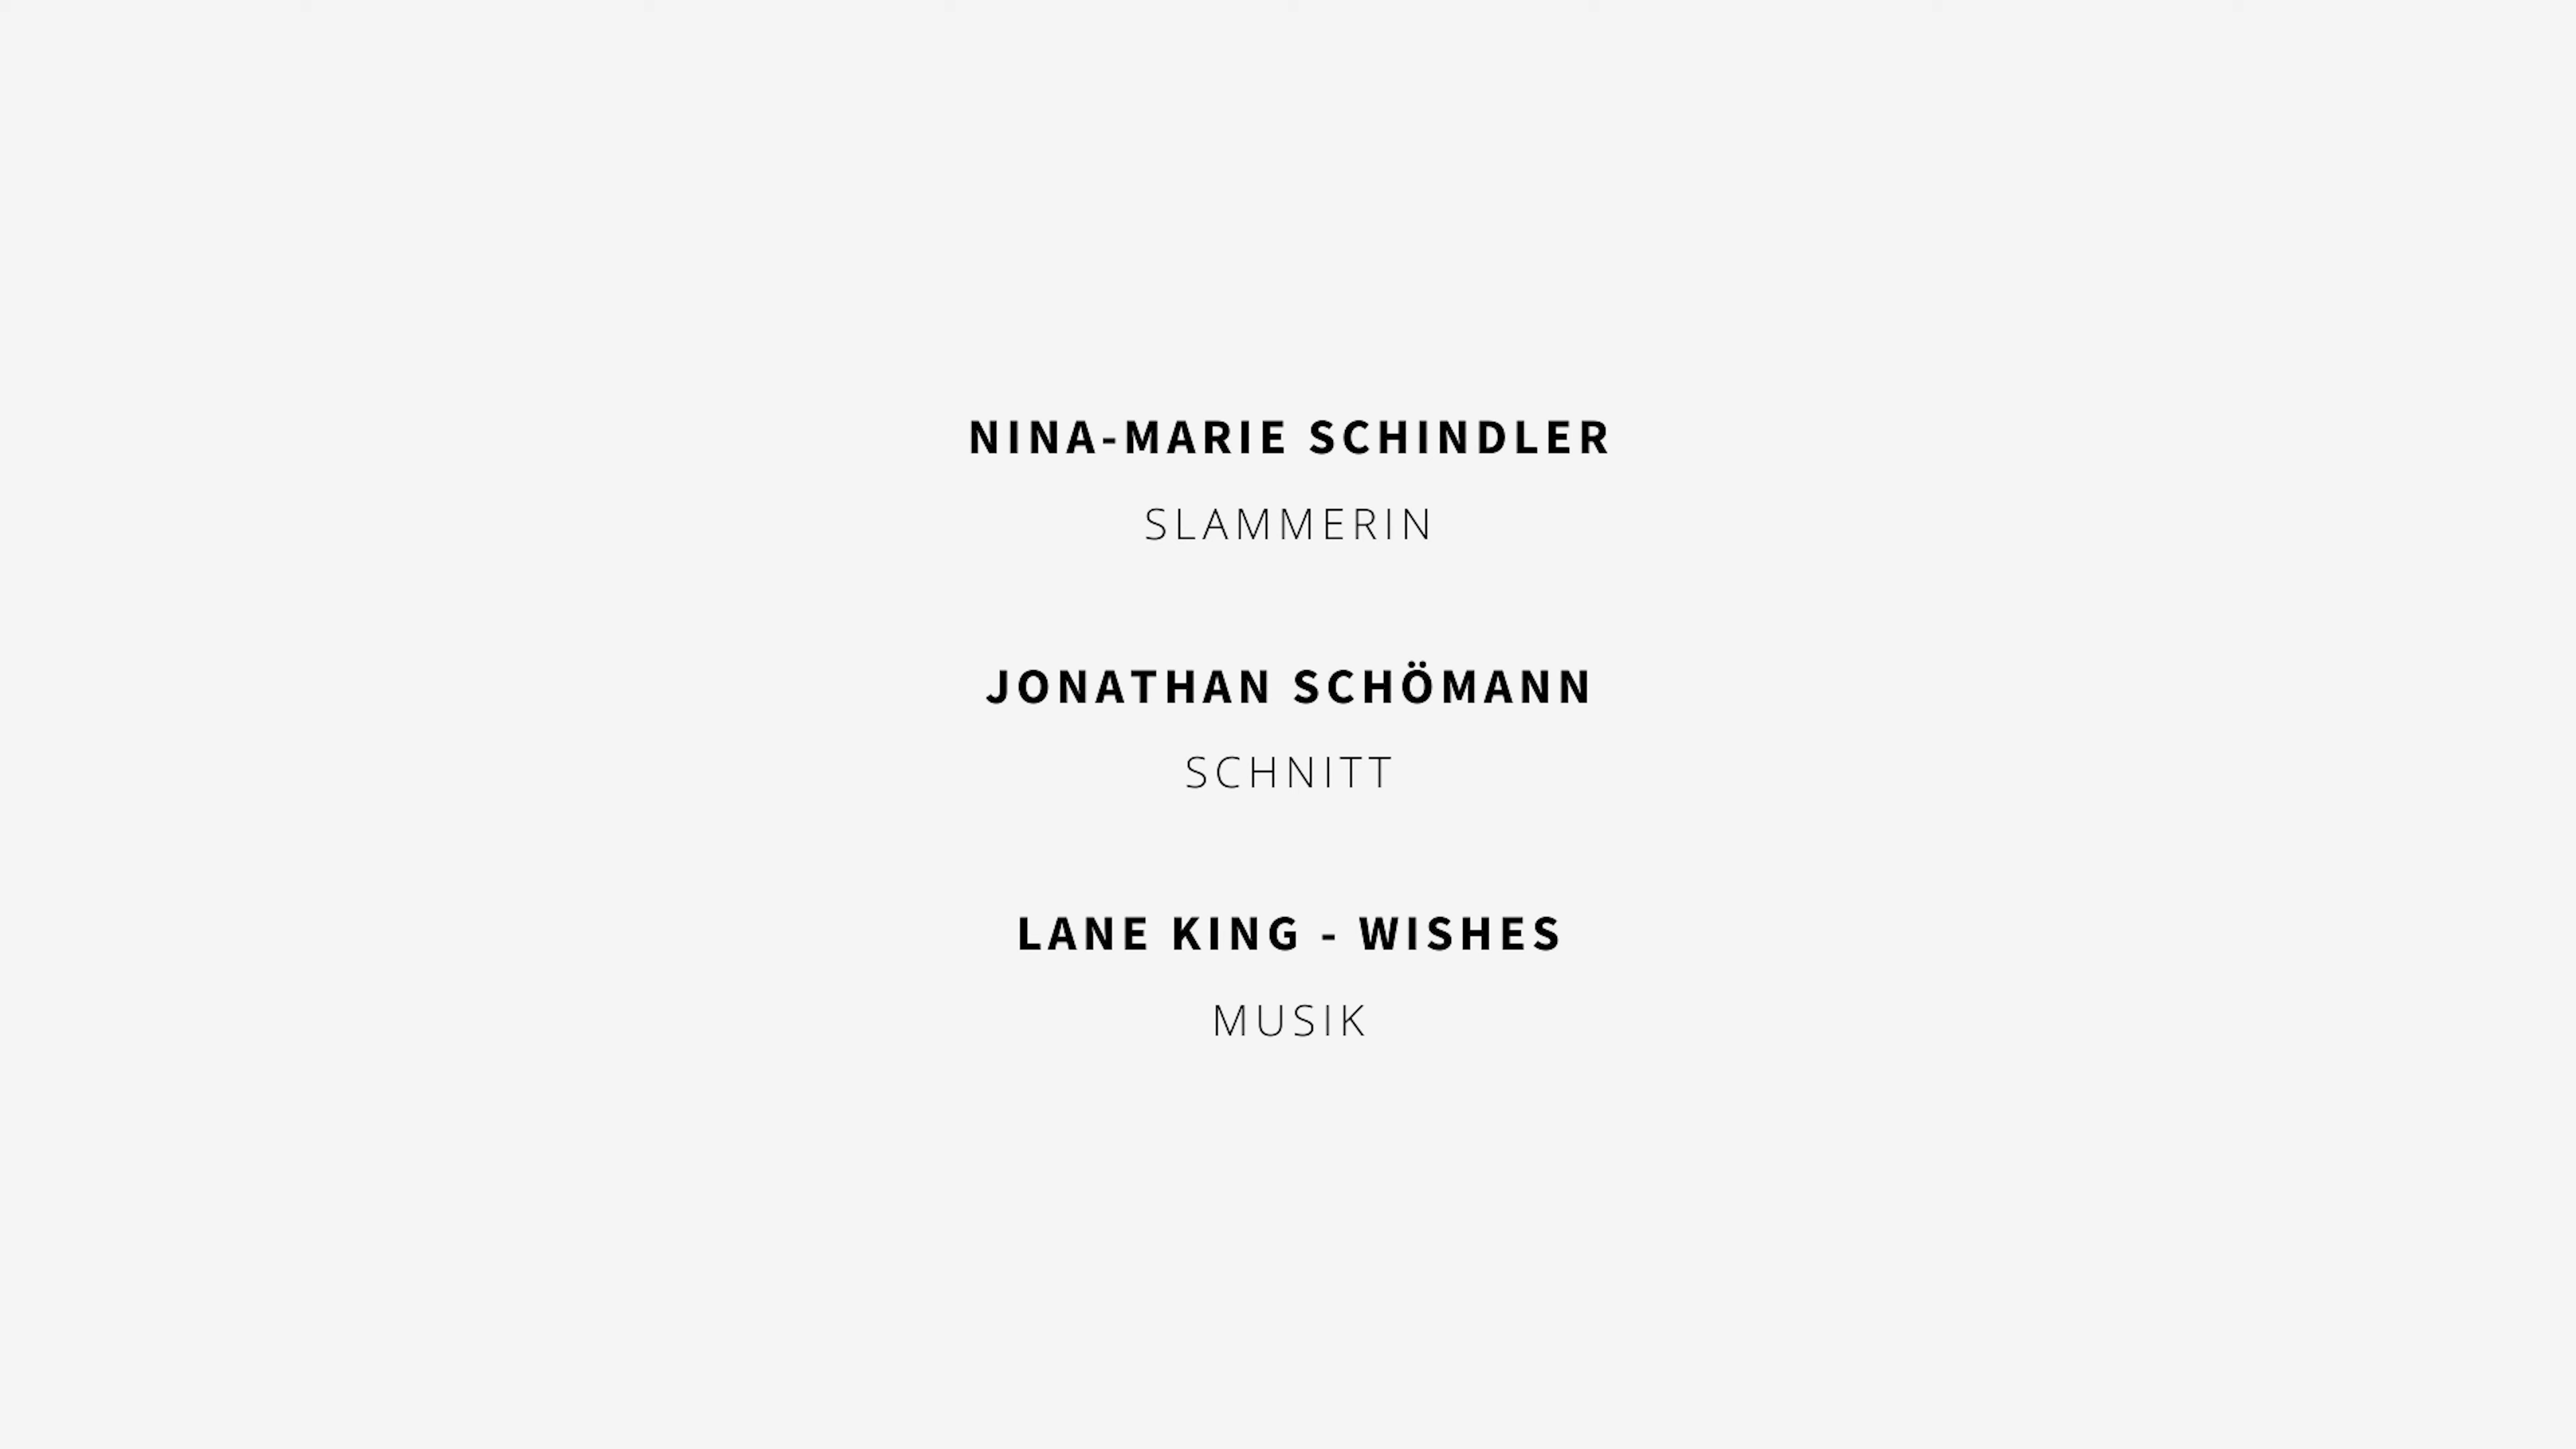 NINA-MARIE SCHINDLER
SLAMMERIN
JONATHAN SCHÖMANN
SCHNITT
LANE KING - WISHES
MUSIK